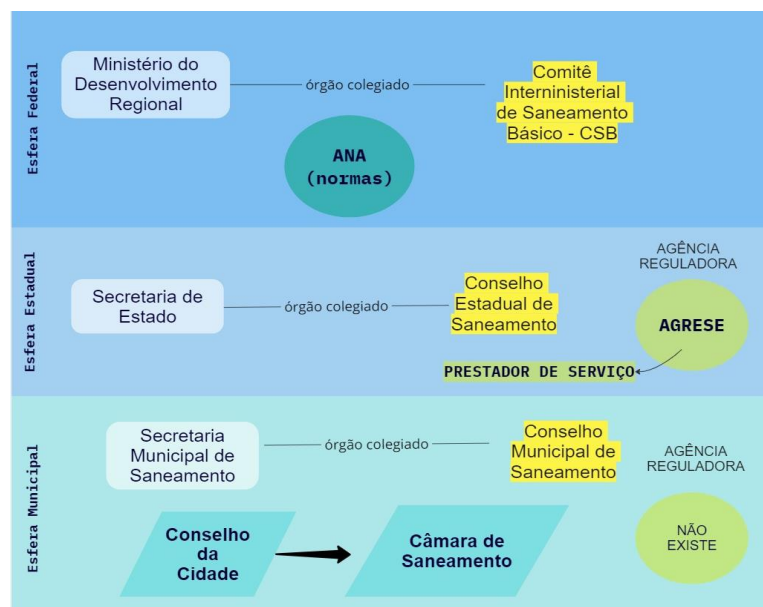 Esfera Federal
Ministério do
Desenvolvimento
Regional
órgão colegiado
Comitê
Interninisterial
de Saneamento
Básico - CSB
ANA
(normas)
Esfera Estadual
Secretaria de
Estado
órgão colegiado
Conselho
Estadual de
Saneamento
AGÊNCIA
REGULADORA
AGRESE
PRESTADOR DE SERVIÇO
Esfera Municipal
Secretaria
Municipal de
Saneamento
órgão colegiado
Conselho
Municipal de
Saneamento
AGÊNCIA
REGULADORA
NÃO
EXISTE
Conselho
da
Cidade
Câmara de
Saneamento